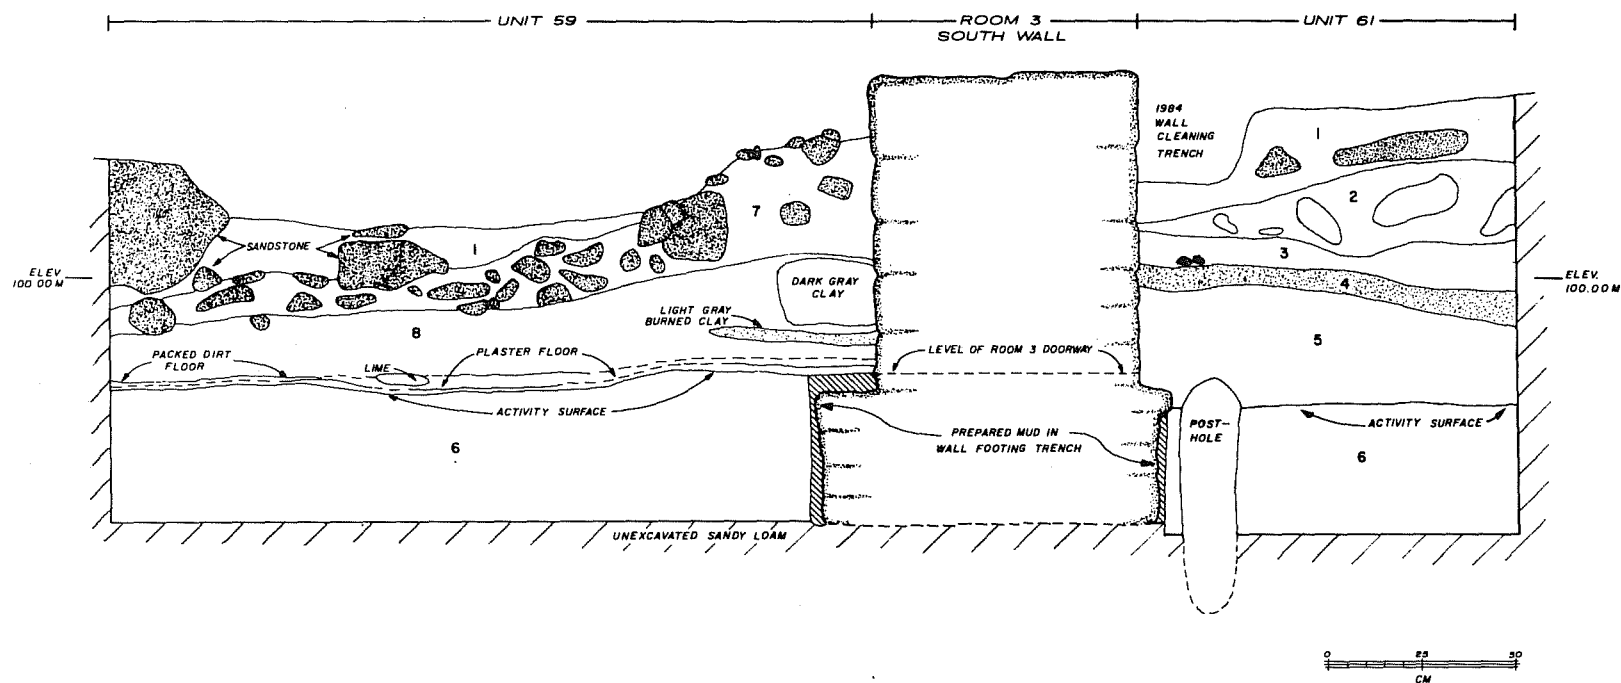 UNIT 59
ROOM 3
SOUTH WALL
UNIT 61
1984
WALL
CLEANING
TRENCH
1
2
7
SANDSTONE
1
3
ELEV
100 00 M
DARK GRAY
CLAY
4
ELEV.
100.00 M
LIGHT GRAY
BURNED CLAY
8
5
PACKED DIRT
FLOOR
LIME
PLASTER FLOOR
LEVEL OF ROOM 3 DOORWAY
ACTIVITY SURFACE
POST-
HOLE
ACTIVITY SURFACE
6
PREPARED MUD IN
WALL FOOTING TRENCH
6
UNEXCAVATED SANDY LOAM
0 25 50
CM